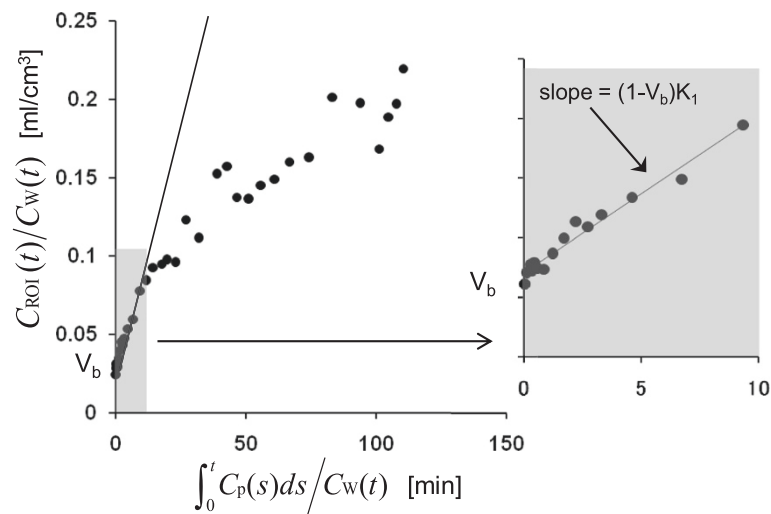 0.25
0.2
0.15
0.1
0.05
0
V_b
C_ROI(t)/C_W(t) [ml/cm³]
0 50 100 150
∫₀ᵗ C_p(s)ds/C_W(t) [min]
slope = (1-V_b)K₁
V_b
0 5 10